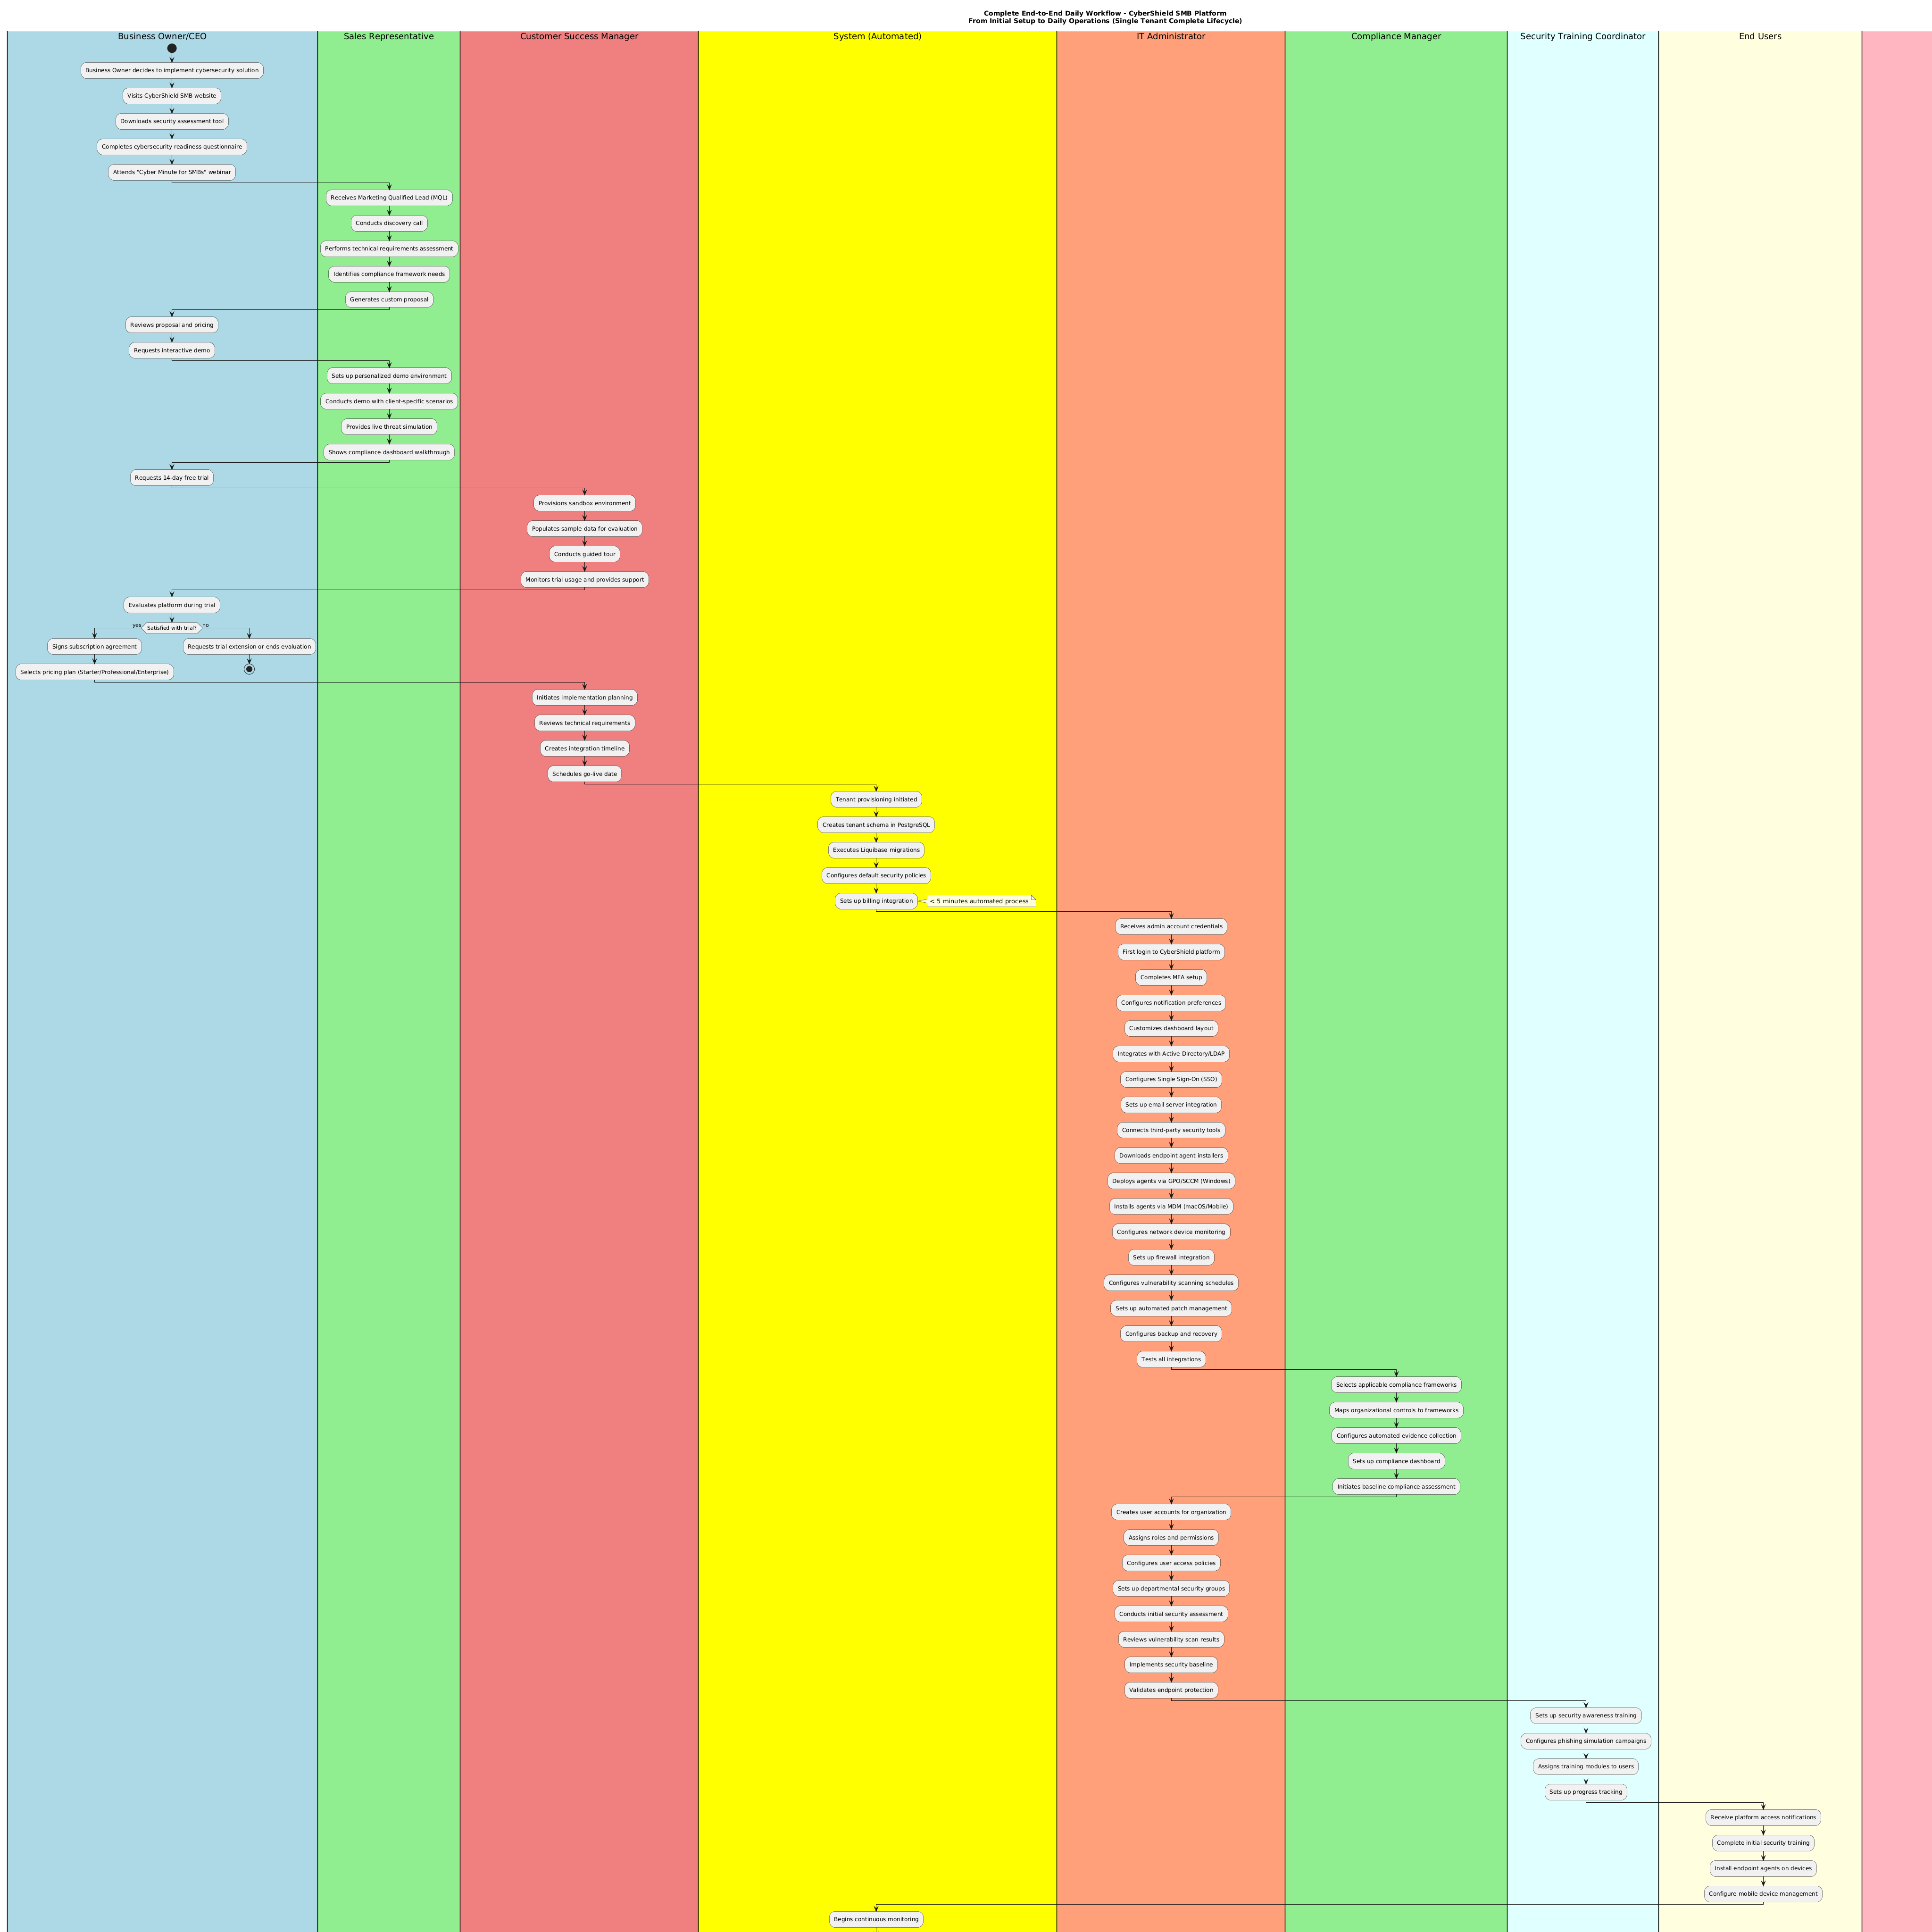 Complete End-to-End Daily Workflow - CyberShield SMB Platform
From Initial Setup to Daily Operations (Single Tenant Complete Lifecycle)
Business Owner/CEO
Sales Representative
Customer Success Manager
System (Automated)
IT Administrator
Compliance Manager
Security Training Coordinator
End Users
Business Owner decides to implement cybersecurity solution
Visits CyberShield SMB website
Downloads security assessment tool
Completes cybersecurity readiness questionnaire
Attends "Cyber Minute for SMBs" webinar
Receives Marketing Qualified Lead (MQL)
Conducts discovery call
Performs technical requirements assessment
Identifies compliance framework needs
Generates custom proposal
Reviews proposal and pricing
Requests interactive demo
Sets up personalized demo environment
Conducts demo with client-specific scenarios
Provides live threat simulation
Shows compliance dashboard walkthrough
Requests 14-day free trial
Provisions sandbox environment
Populates sample data for evaluation
Conducts guided tour
Monitors trial usage and provides support
Evaluates platform during trial
yes
Satisfied with trial?
no
Signs subscription agreement
Requests trial extension or ends evaluation
Selects pricing plan (Starter/Professional/Enterprise)
Initiates implementation planning
Reviews technical requirements
Creates integration timeline
Schedules go-live date
Tenant provisioning initiated
Creates tenant schema in PostgreSQL
Executes Liquibase migrations
Configures default security policies
Sets up billing integration
< 5 minutes automated process
Receives admin account credentials
First login to CyberShield platform
Completes MFA setup
Configures notification preferences
Customizes dashboard layout
Integrates with Active Directory/LDAP
Configures Single Sign-On (SSO)
Sets up email server integration
Connects third-party security tools
Downloads endpoint agent installers
Deploys agents via GPO/SCCM (Windows)
Installs agents via MDM (macOS/Mobile)
Configures network device monitoring
Sets up firewall integration
Configures vulnerability scanning schedules
Sets up automated patch management
Configures backup and recovery
Tests all integrations
Selects applicable compliance frameworks
Maps organizational controls to frameworks
Configures automated evidence collection
Sets up compliance dashboard
Initiates baseline compliance assessment
Creates user accounts for organization
Assigns roles and permissions
Configures user access policies
Sets up departmental security groups
Conducts initial security assessment
Reviews vulnerability scan results
Implements security baseline
Validates endpoint protection
Sets up security awareness training
Configures phishing simulation campaigns
Assigns training modules to users
Sets up progress tracking
Receive platform access notifications
Complete initial security training
Install endpoint agents on devices
Configure mobile device management
Begins continuous monitoring